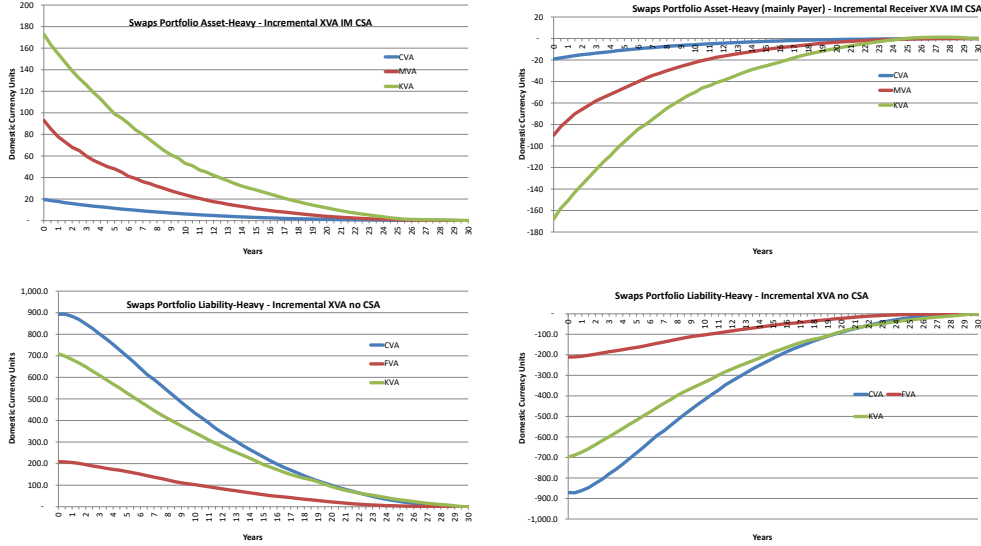 Swaps Portfolio Asset-Heavy - Incremental XVA IM CSA
Domestic Currency Units
200
180
160
140
120
100
80
60
40
20
-
CVA
MVA
KVA
0 1 2 3 4 5 6 7 8 9 10 11 12 13 14 15 16 17 18 19 20 21 22 23 24 25 26 27 28 29 30
Years
Swaps Portfolio Asset-Heavy (mainly Payer) - Incremental Receiver XVA IM CSA
Domestic Currency Units
20
-
-20
-40
-60
-80
-100
-120
-140
-160
-180
0 1 2 3 4 5 6 7 8 9 10 11 12 13 14 15 16 17 18 19 20 21 22 23 24 25 26 27 28 29 30
CVA
MVA
KVA
Years
Swaps Portfolio Liability-Heavy - Incremental XVA no CSA
Domestic Currency Units
1,000.0
900.0
800.0
700.0
600.0
500.0
400.0
300.0
200.0
100.0
-
CVA
FVA
KVA
0 1 2 3 4 5 6 7 8 9 10 11 12 13 14 15 16 17 18 19 20 21 22 23 24 25 26 27 28 29 30
Years
Swaps Portfolio Liability-Heavy - Incremental XVA no CSA
Domestic Currency Units
-
-100.0
-200.0
-300.0
-400.0
-500.0
-600.0
-700.0
-800.0
-900.0
-1,000.0
0 1 2 3 4 5 6 7 8 9 10 11 12 13 14 15 16 17 18 19 20 21 22 23 24 25 26 27 28 29 30
CVA FVA
KVA
Years